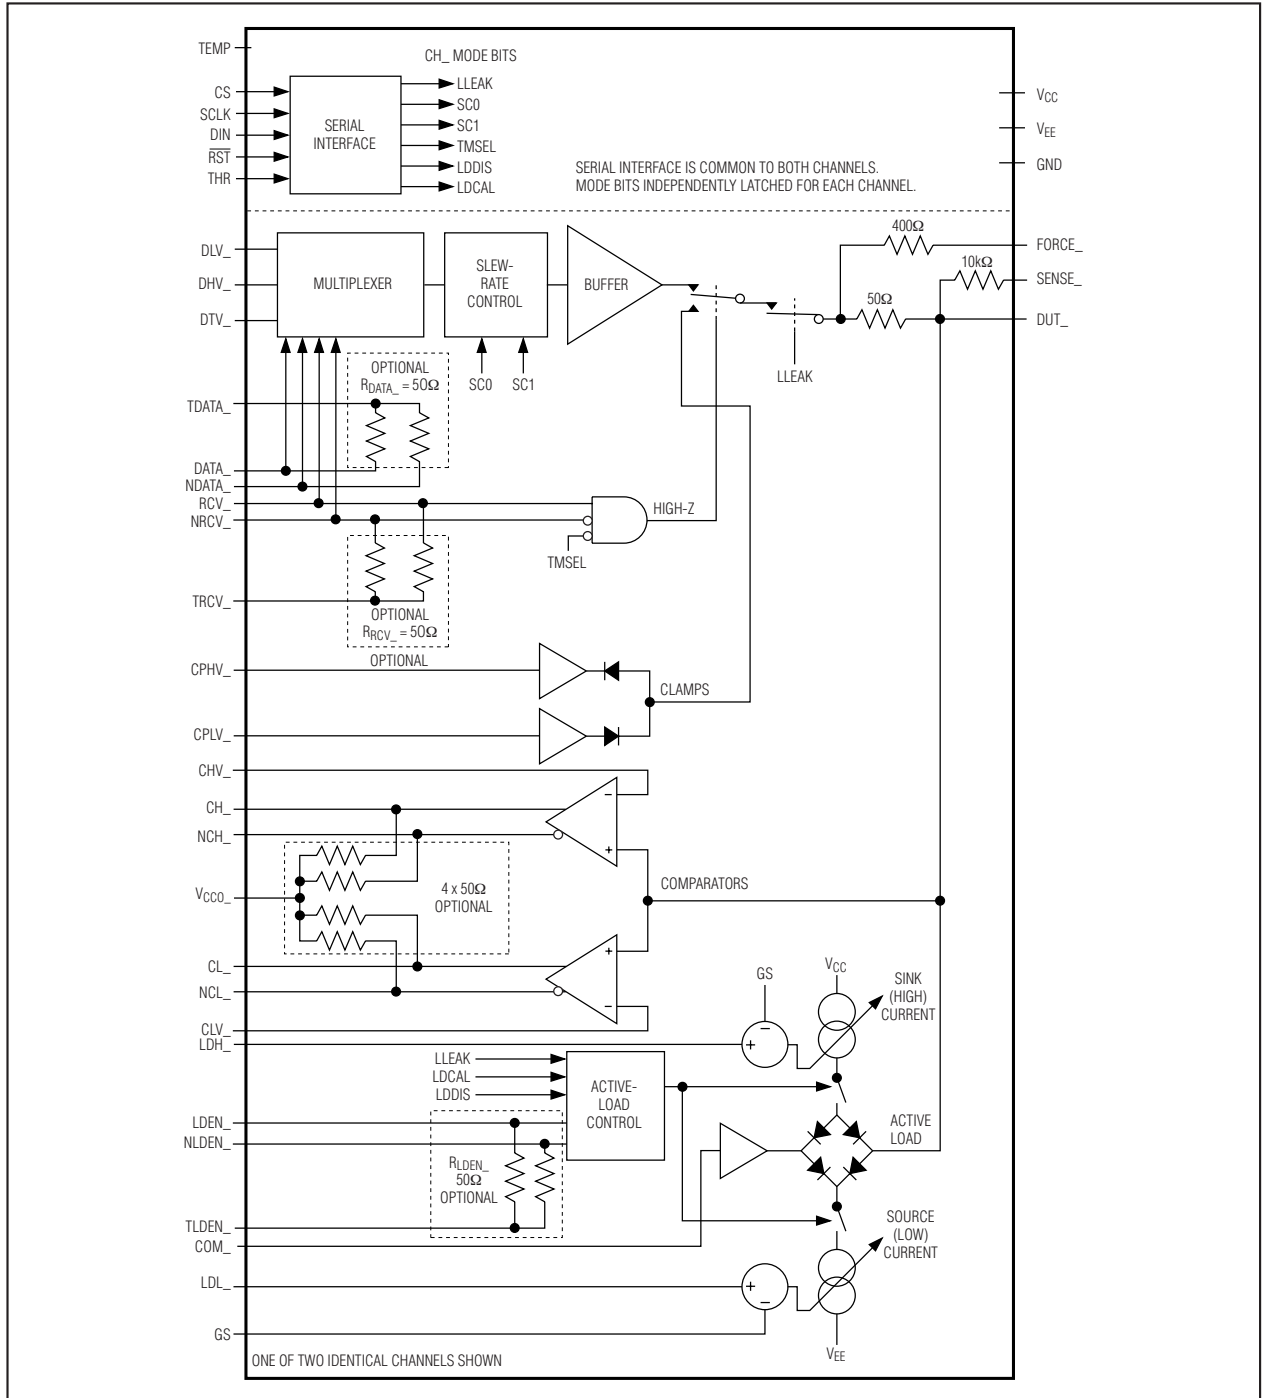 TEMP
CH_ MODE BITS
CS
SCLK
DIN
RST
THR
SERIAL
INTERFACE
LLEAK
SC0
SC1
TMSEL
LDDIS
LDCAL
VCC
VEE
GND
SERIAL INTERFACE IS COMMON TO BOTH CHANNELS.
MODE BITS INDEPENDENTLY LATCHED FOR EACH CHANNEL.
DLV_
DHV_
DTV_
MULTIPLEXER
SLEW-
RATE
CONTROL
BUFFER
400Ω
FORCE_
10kΩ
SENSE_
50Ω
DUT_
LLEAK
SC0
SC1
OPTIONAL
RDATA_ = 50Ω
TDATA_
DATA_
NDATA_
RCV_
NRCV_
HIGH-Z
TMSEL
TRCV_
OPTIONAL
RRCV_ = 50Ω
OPTIONAL
CPHV_
CLAMPS
CPLV_
CHV_
CH_
−
NCH_
+
VCCO_
4 x 50Ω
OPTIONAL
COMPARATORS
CL_
+
NCL_
−
CLV_
LDH_
GS
−
+
VCC
SINK
(HIGH)
CURRENT
LLEAK
LDCAL
LDDIS
ACTIVE-
LOAD
CONTROL
LDEN_
NLDEN_
RLDEN_
50Ω
OPTIONAL
ACTIVE
LOAD
TLDEN_
COM_
SOURCE
(LOW)
CURRENT
LDL_
+
−
GS
VEE
ONE OF TWO IDENTICAL CHANNELS SHOWN